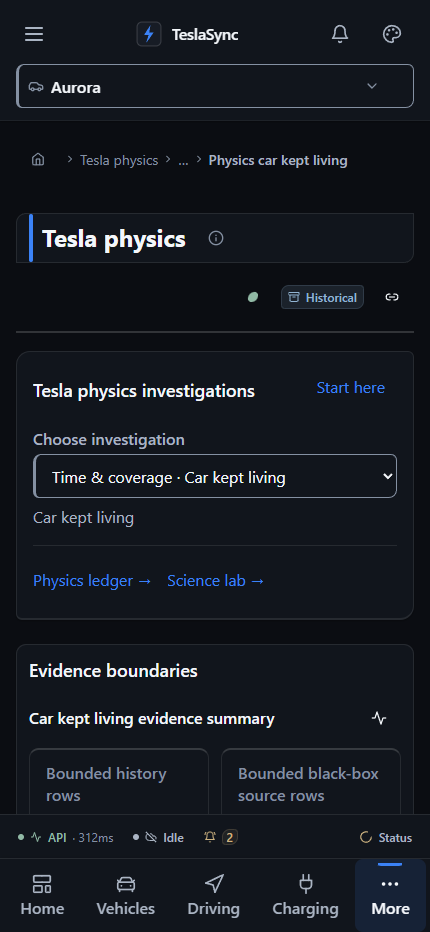 TeslaSync
Aurora
Tesla physics
...
Physics car kept living
Tesla physics
Historical
Tesla physics investigations
Start here
Choose investigation
Time & coverage · Car kept living
Car kept living
Physics ledger →
Science lab →
Evidence boundaries
Car kept living evidence summary
Bounded history
rows
Bounded black-box
source rows
API · 312ms
Idle
2
Status
Home
Vehicles
Driving
Charging
More